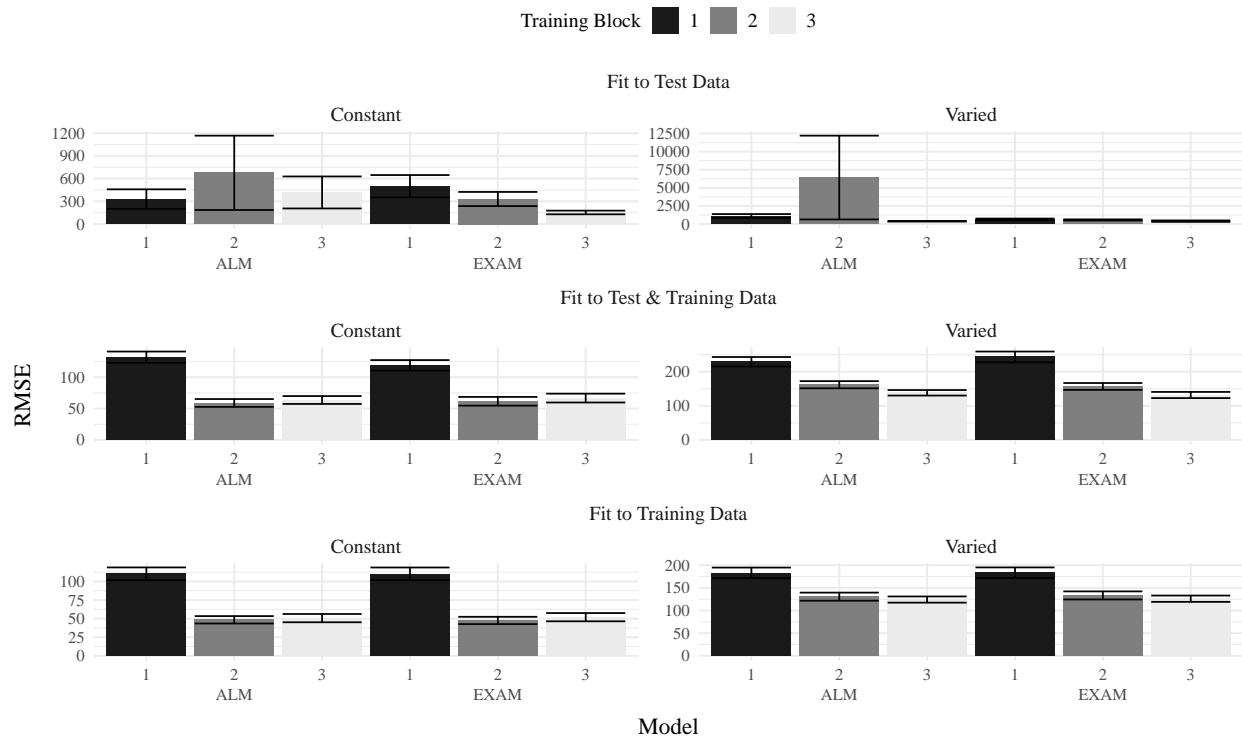 Training Block 1 2 3
Fit to Test Data
Constant Varied
1200 12500
900 10000
600 7500
300 5000
0 2500
0
1 2 3 1 2 3 1 2 3 1 2 3
ALM EXAM ALM EXAM
Fit to Test & Training Data
Constant Varied
100 200
50 100
0 0
1 2 3 1 2 3 1 2 3 1 2 3
ALM EXAM ALM EXAM
RMSE
Fit to Training Data
Constant Varied
100 200
75 150
50 100
25 50
0 0
1 2 3 1 2 3 1 2 3 1 2 3
ALM EXAM ALM EXAM
Model